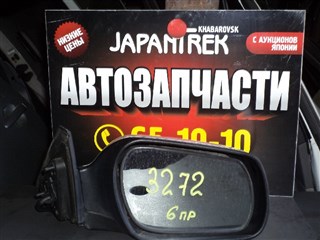 НИЗКИЕ ЦЕНЫ
KHABAROVSK
JAPANTREK
С АУКЦИОНОВ ЯПОНИИ
АВТОЗАПЧАСТИ
65-10-10
3272
6 ПР